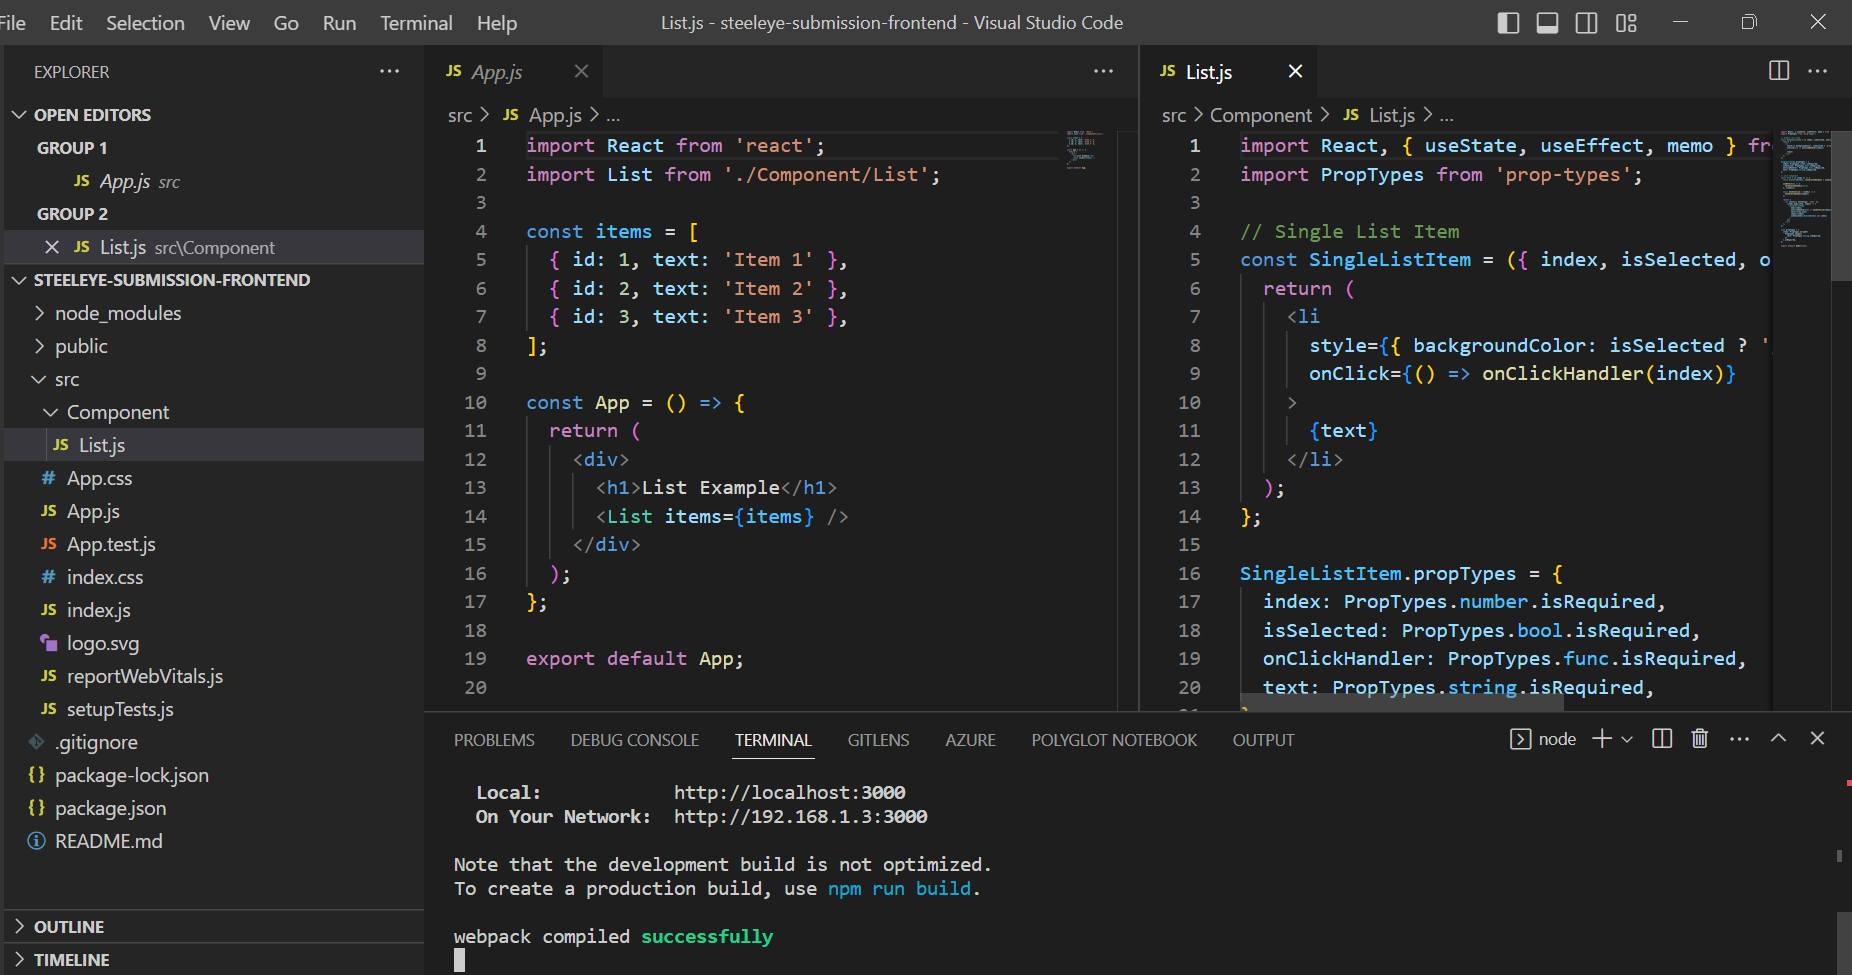 File Edit Selection View Go Run Terminal Help
List.js - steeleye-submission-frontend - Visual Studio Code
EXPLORER
OPEN EDITORS
GROUP 1
JS App.js src
GROUP 2
JS List.js src\Component
STEELEYE-SUBMISSION-FRONTEND
node_modules
public
src
Component
JS List.js
# App.css
JS App.js
JS App.test.js
# index.css
JS index.js
logo.svg
JS reportWebVitals.js
JS setupTests.js
.gitignore
{} package-lock.json
{} package.json
README.md
OUTLINE
TIMELINE
JS App.js
src > JS App.js > ...
1 import React from 'react';
2 import List from './Component/List';
3
4 const items = [
5 { id: 1, text: 'Item 1' },
6 { id: 2, text: 'Item 2' },
7 { id: 3, text: 'Item 3' },
8 ];
9
10 const App = () => {
11 return (
12 <div>
13 <h1>List Example</h1>
14 <List items={items} />
15 </div>
16 );
17 };
18
19 export default App;
20
JS List.js
src > Component > JS List.js > ...
1 import React, { useState, useEffect, memo } fr
2 import PropTypes from 'prop-types';
3
4 // Single List Item
5 const SingleListItem = ({ index, isSelected, o
6 return (
7 <li
8 style={{ backgroundColor: isSelected ? '
9 onClick={() => onClickHandler(index)}
10 >
11 {text}
12 </li>
13 );
14 };
15
16 SingleListItem.propTypes = {
17 index: PropTypes.number.isRequired,
18 isSelected: PropTypes.bool.isRequired,
19 onClickHandler: PropTypes.func.isRequired,
20 text: PropTypes.string.isRequired,
PROBLEMS DEBUG CONSOLE TERMINAL GITLENS AZURE POLYGLOT NOTEBOOK OUTPUT
node
Local: http://localhost:3000
On Your Network: http://192.168.1.3:3000
Note that the development build is not optimized.
To create a production build, use npm run build.
webpack compiled successfully